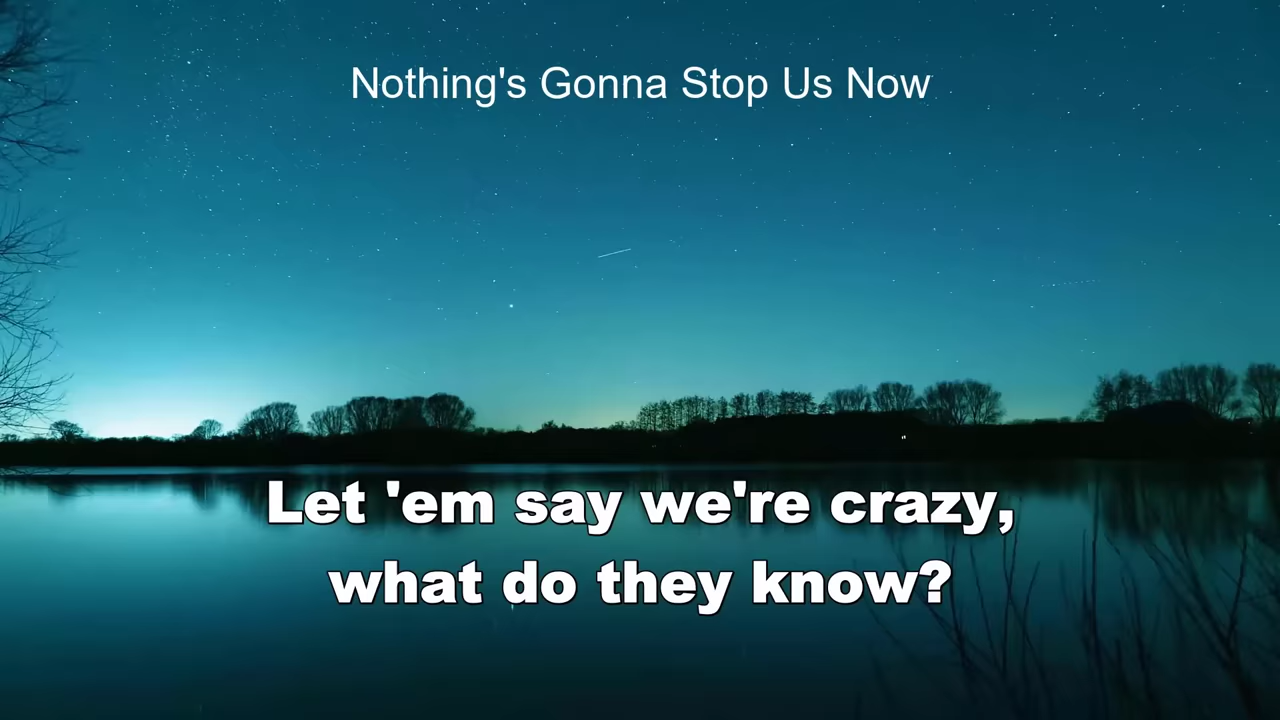 Nothing's Gonna Stop Us Now
Let 'em say we're crazy,
what do they know?